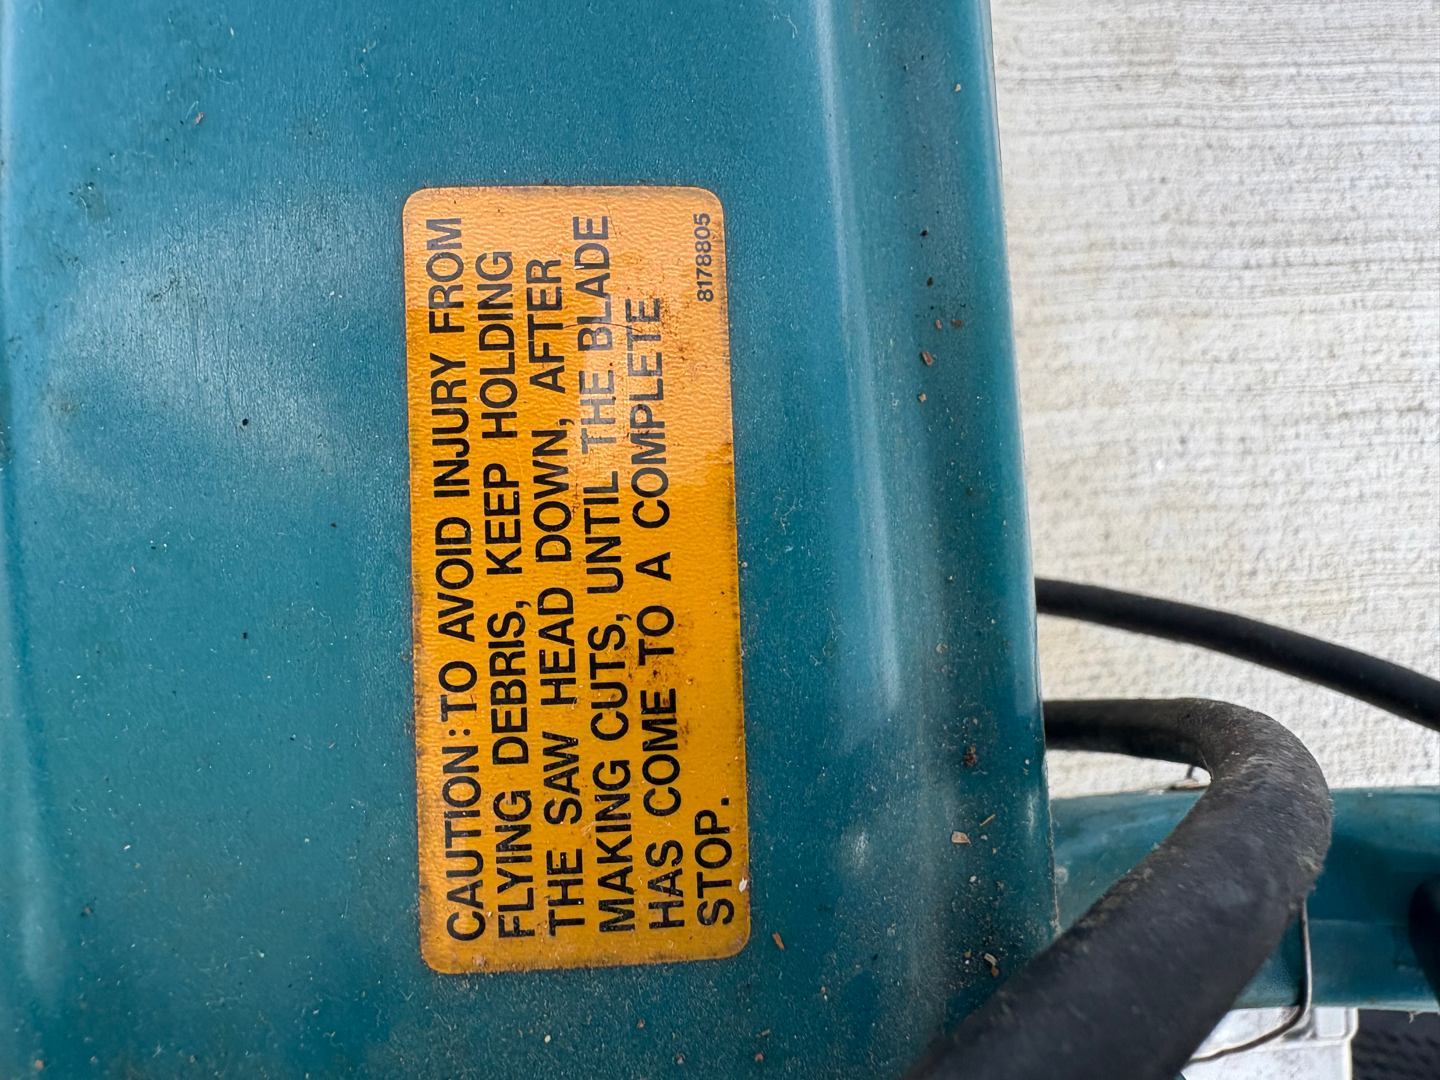 CAUTION: TO AVOID INJURY FROM
FLYING DEBRIS, KEEP HOLDING
THE SAW HEAD DOWN, AFTER
MAKING CUTS, UNTIL THE BLADE
HAS COME TO A COMPLETE
STOP.
8178805